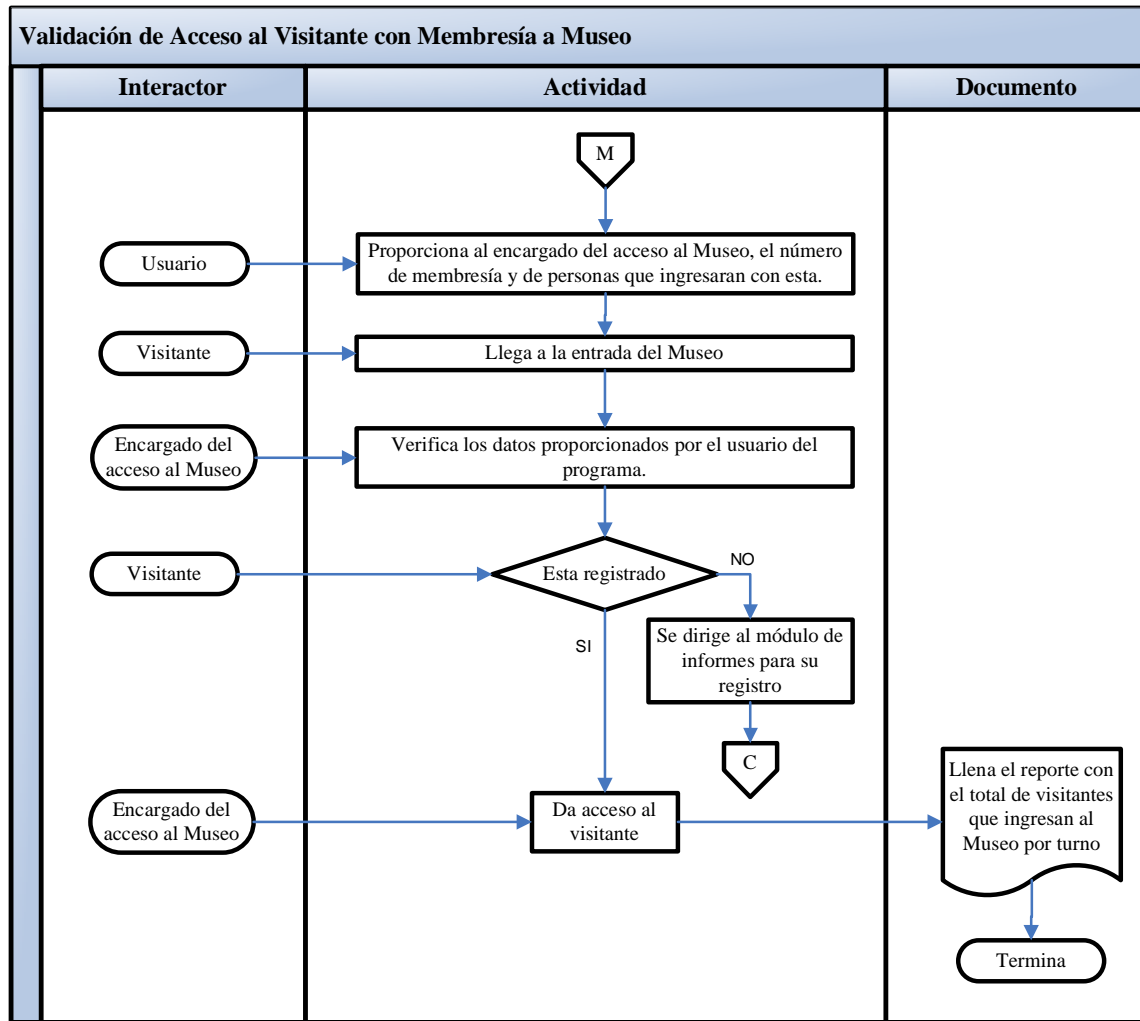 Validación de Acceso al Visitante con Membresía a Museo
Interactor
Actividad
Documento
M
Usuario
Proporciona al encargado del acceso al Museo, el número
de membresía y de personas que ingresaran con esta.
Visitante
Llega a la entrada del Museo
Encargado del
acceso al Museo
Verifica los datos proporcionados por el usuario del
programa.
Visitante
Esta registrado
NO
SI
Se dirige al módulo de
informes para su
registro
C
Encargado del
acceso al Museo
Da acceso al
visitante
Llena el reporte con
el total de visitantes
que ingresan al
Museo por turno
Termina